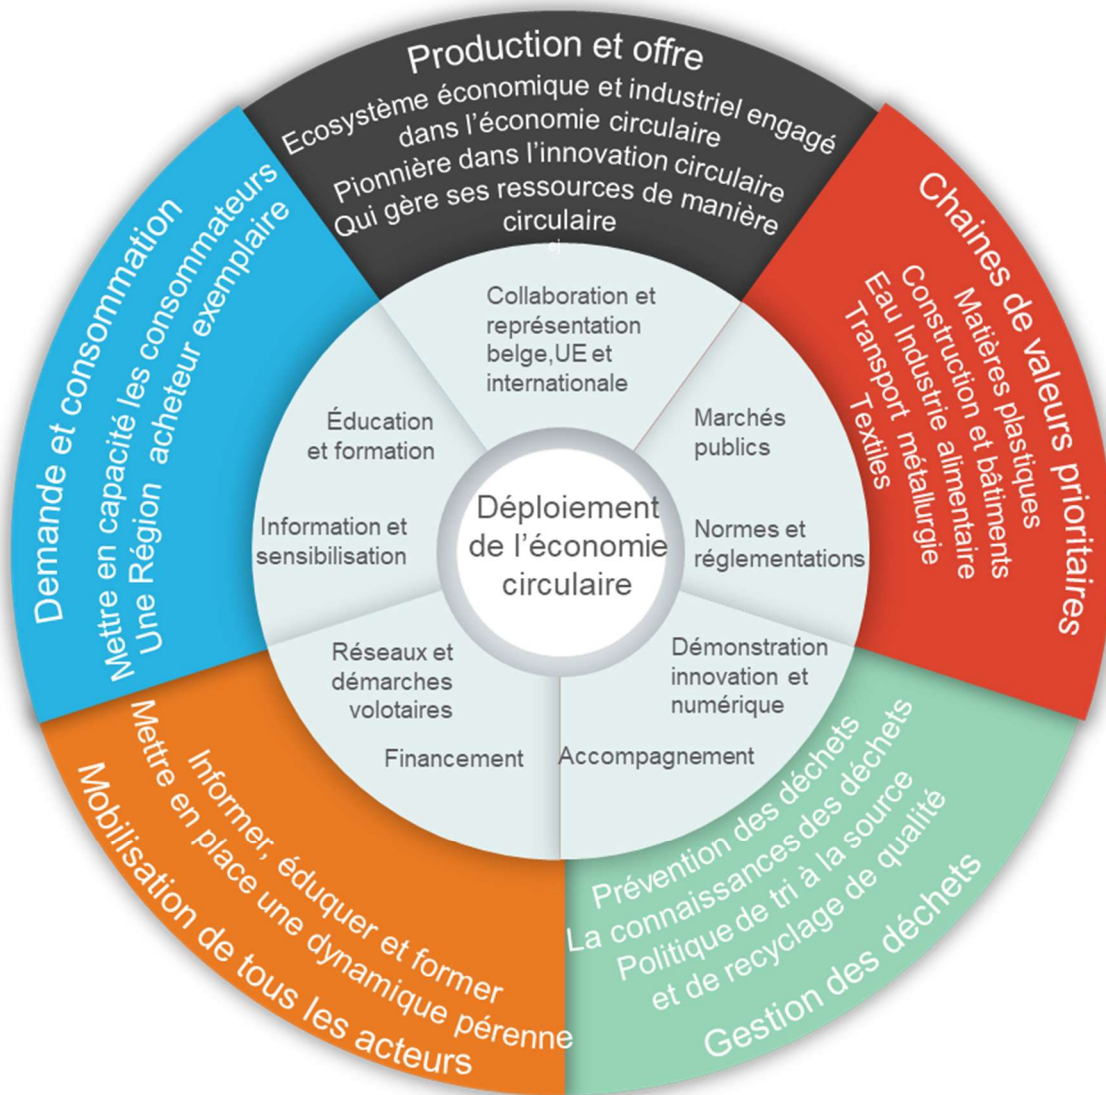 Production et offre
Ecosystème économique et industriel engagé
dans l’économie circulaire
Pionnière dans l’innovation circulaire
Qui gère ses ressources de manière
circulaire
Chaines de valeurs prioritaires
Matières plastiques
Construction et bâtiments
Eau Industrie alimentaire
Transport métallurgie
Textiles
Prévention des déchets
La connaissances des déchets
Politique de tri à la source
et de recyclage de qualité
Gestion des déchets
Informer, éduquer et former
Mettre en place une dynamique pérenne
Mobilisation de tous les acteurs
Demande et consommation
Mettre en capacité les consommateurs
Une Région acheteur exemplaire
Collaboration et
représentation
belge,UE et
internationale
Marchés
publics
Normes et
réglementations
Démonstration
innovation et
numérique
Accompagnement
Financement
Réseaux et
démarches
volotaires
Information et
sensibilisation
Éducation
et formation
Déploiement
de l’économie
circulaire